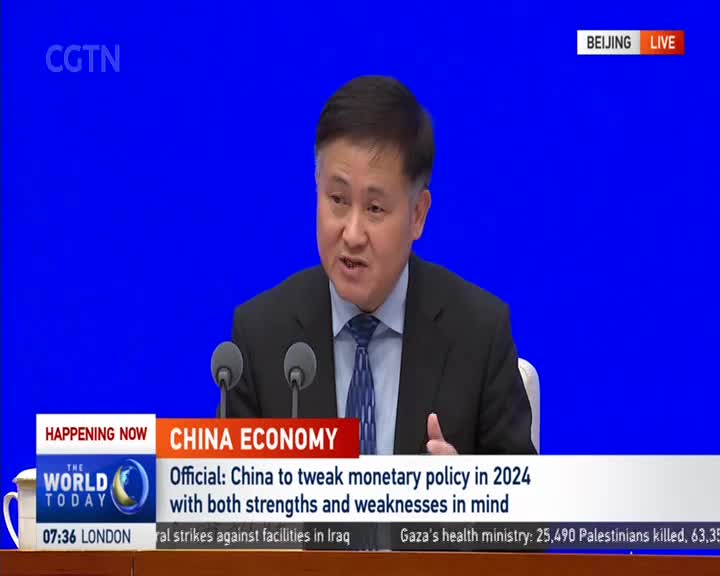 CGTN
BEIJING LIVE
HAPPENING NOW
CHINA ECONOMY
THE
WORLD
TODAY
Official: China to tweak monetary policy in 2024
with both strengths and weaknesses in mind
07:36 LONDON
ral strikes against facilities in Iraq Gaza's health ministry: 25,490 Palestinians killed, 63,35